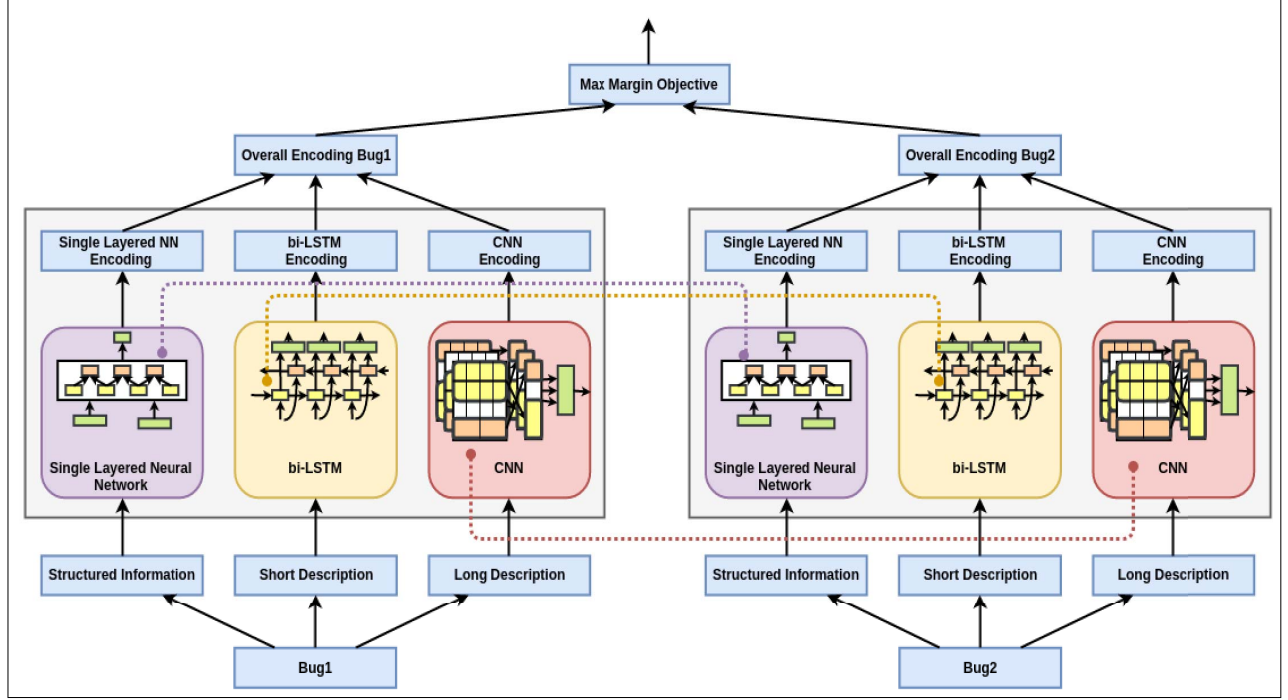 Max Margin Objective
Overall Encoding Bug1
Overall Encoding Bug2
Single Layered NN
Encoding
bi-LSTM
Encoding
CNN
Encoding
Single Layered NN
Encoding
bi-LSTM
Encoding
CNN
Encoding
Single Layered Neural
Network
bi-LSTM
CNN
Single Layered Neural
Network
bi-LSTM
CNN
Structured Information
Short Description
Long Description
Structured Information
Short Description
Long Description
Bug1
Bug2